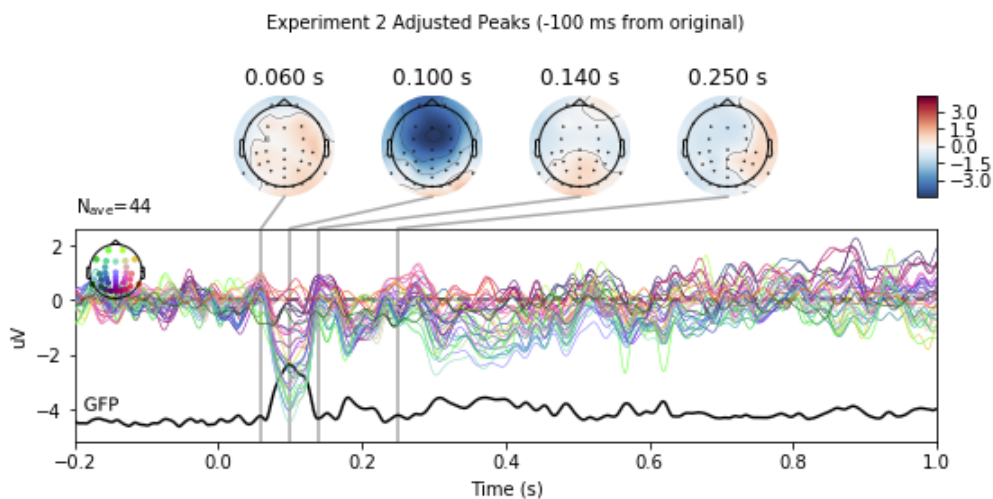 Experiment 2 Adjusted Peaks (-100 ms from original)
0.060 s 0.100 s 0.140 s 0.250 s
3.0
1.5
0.0
−1.5
−3.0
Nave=44
2
0
−2
−4
uV
GFP
−0.2 0.0 0.2 0.4 0.6 0.8 1.0
Time (s)